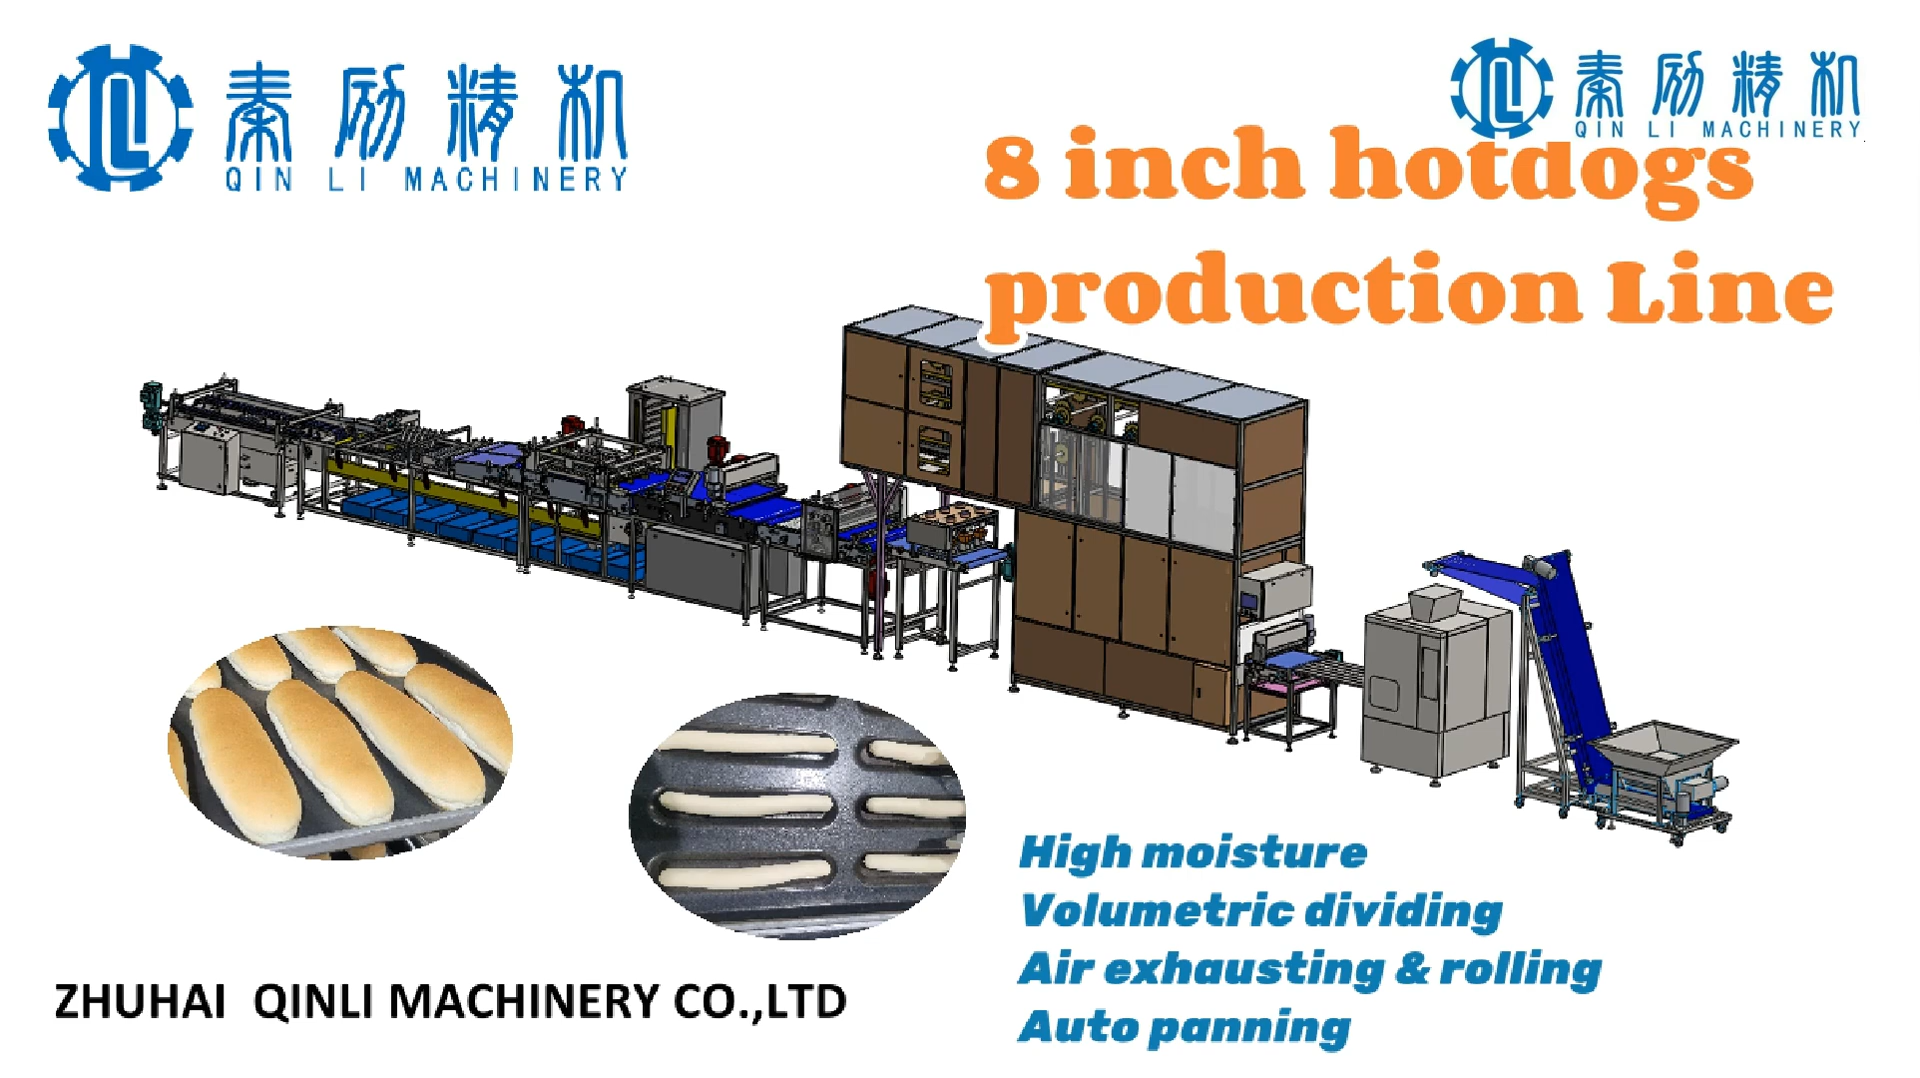 秦励精机
QIN LI MACHINERY
秦励精机
QIN LI MACHINERY
8 inch hotdogs
production Line
High moisture
Volumetric dividing
Air exhausting & rolling
Auto panning
ZHUHAI QINLI MACHINERY CO.,LTD